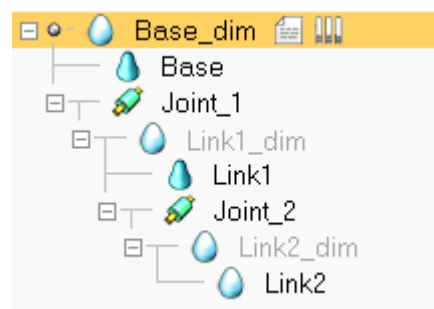 Base_dim
Base
Joint_1
Link1_dim
Link1
Joint_2
Link2_dim
Link2